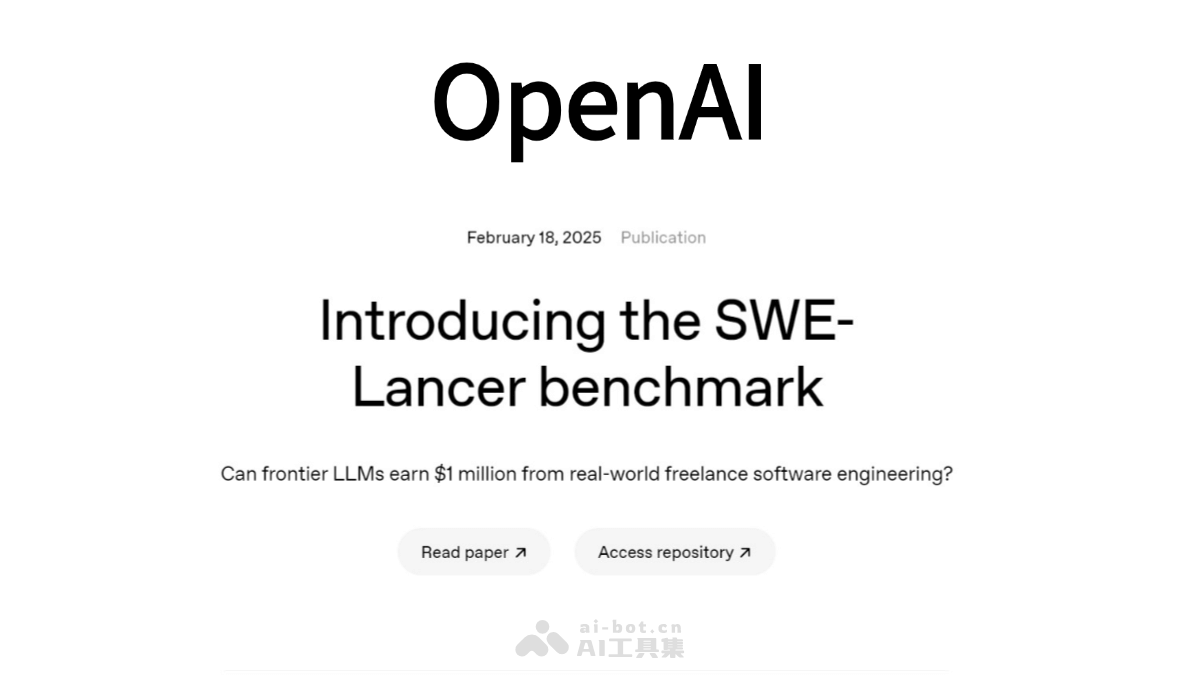 OpenAI
February 18, 2025 Publication
Introducing the SWE-
Lancer benchmark
Can frontier LLMs earn $1 million from real-world freelance software engineering?
Read paper ↗ Access repository ↗
ai-bot.cn
AI工具集